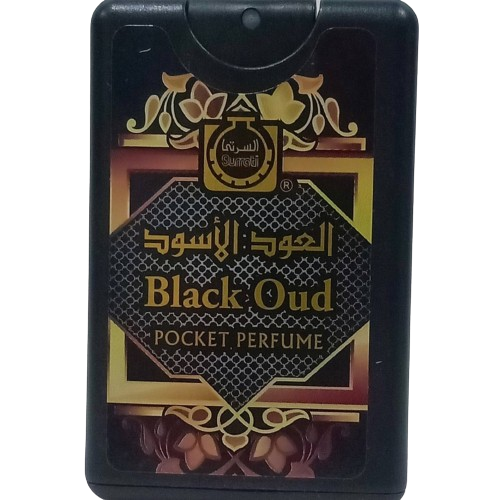 السرتي
Surrati
®
العود الأسود
Black Oud
POCKET PERFUME